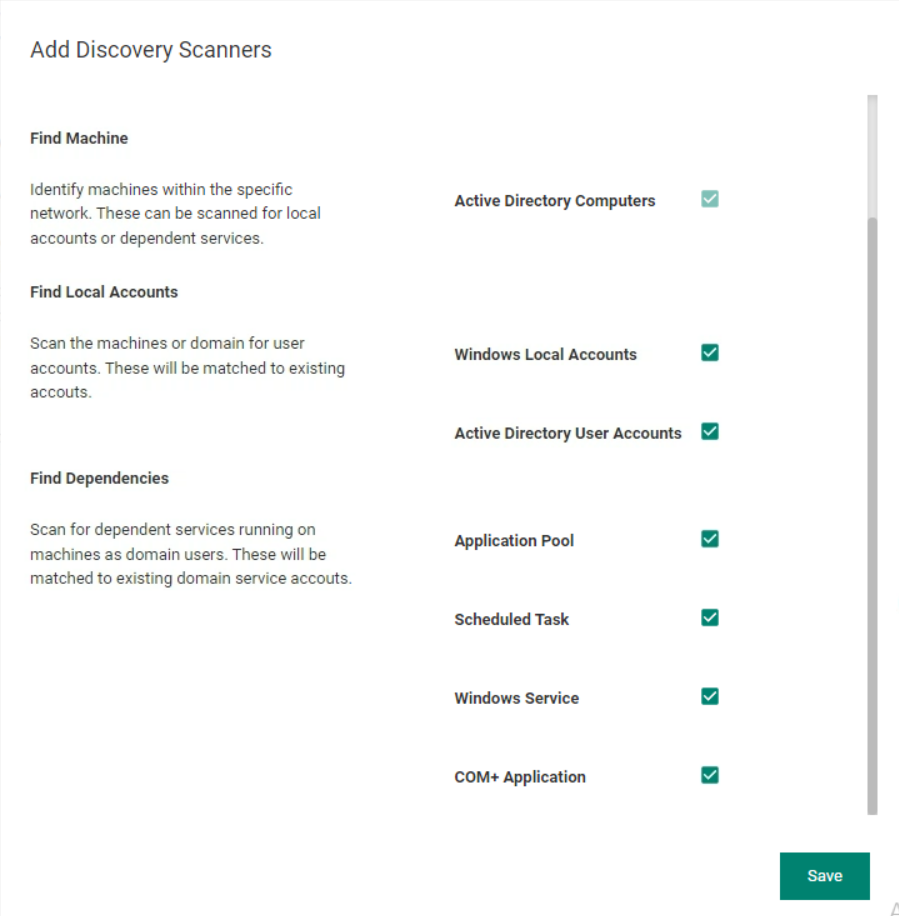 Add Discovery Scanners
Find Machine
Identify machines within the specific
network. These can be scanned for local
accounts or dependent services.
Active Directory Computers
Find Local Accounts
Scan the machines or domain for user
accounts. These will be matched to existing
accouts.
Windows Local Accounts
Active Directory User Accounts
Find Dependencies
Scan for dependent services running on
machines as domain users. These will be
matched to existing domain service accouts.
Application Pool
Scheduled Task
Windows Service
COM+ Application
Save